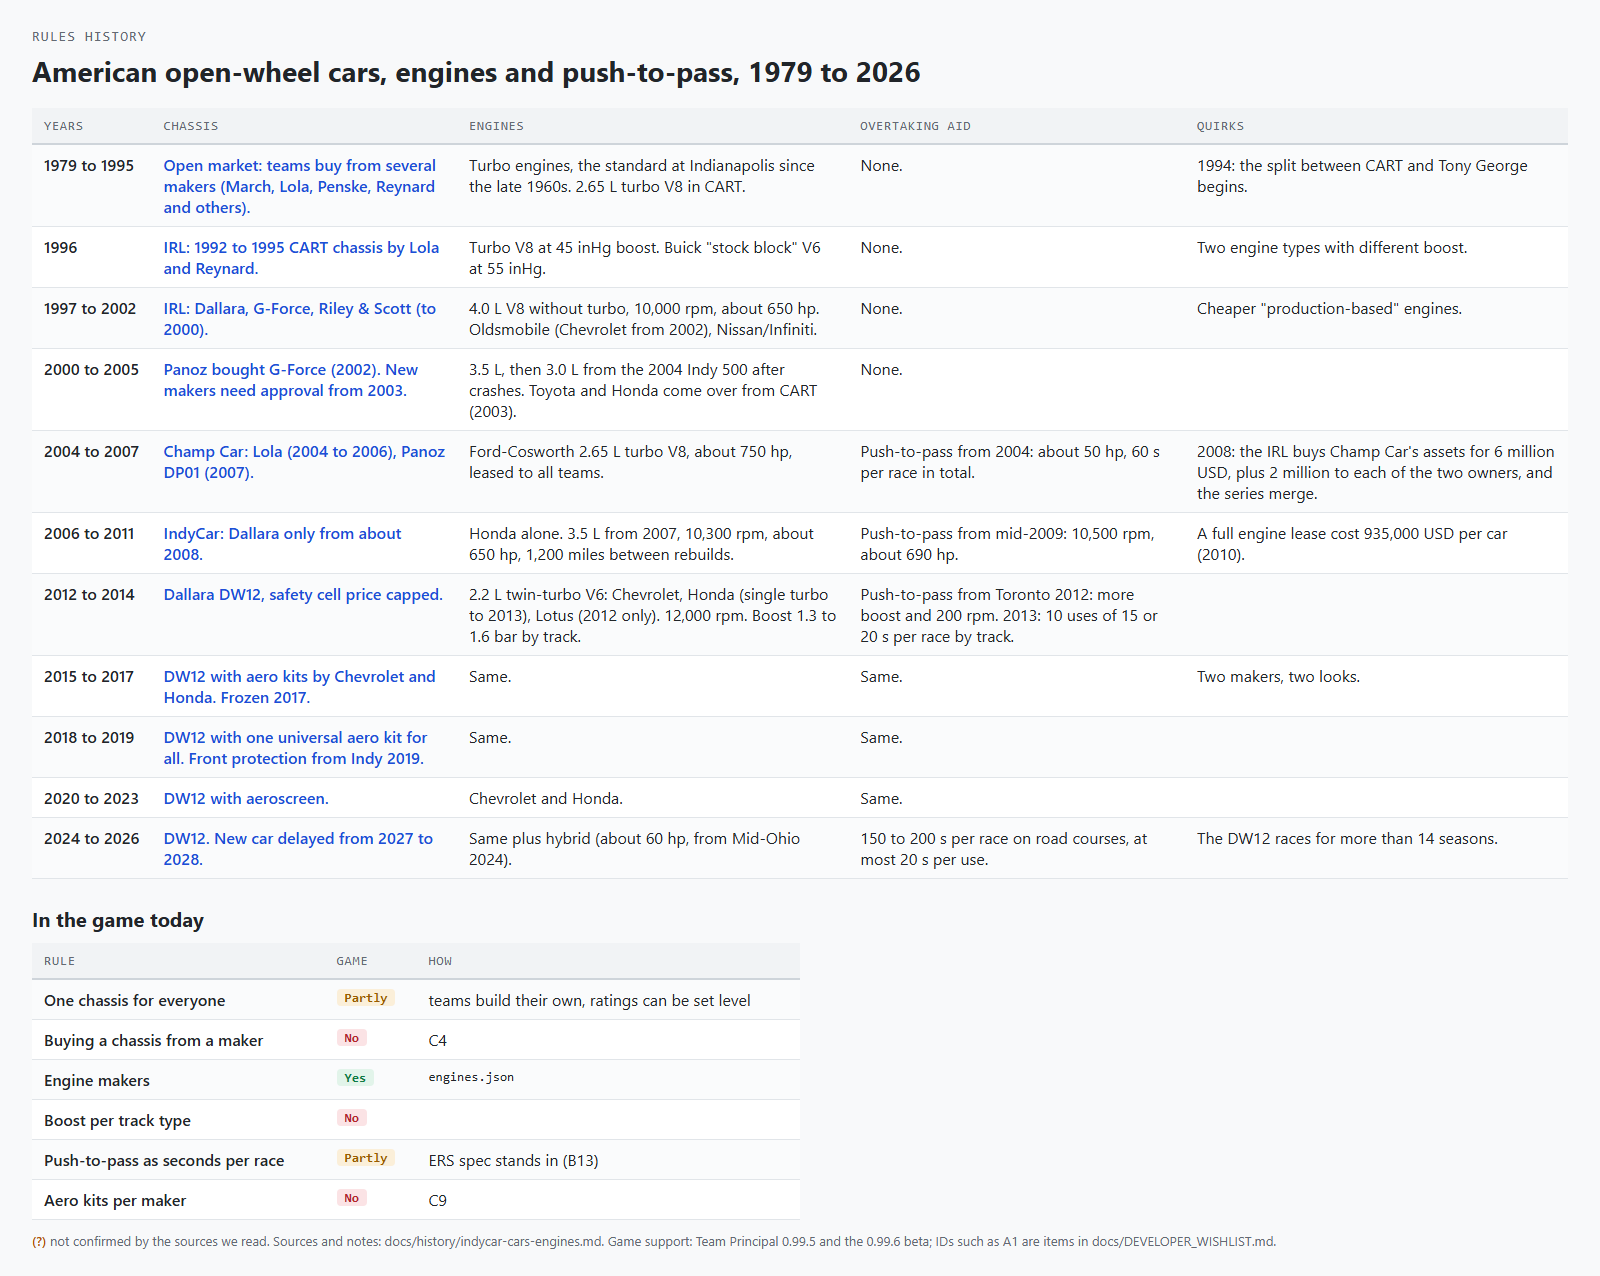 RULES HISTORY
American open-wheel cars, engines and push-to-pass, 1979 to 2026
YEARS CHASSIS ENGINES OVERTAKING AID QUIRKS
1979 to 1995 Open market: teams buy from several makers (March, Lola, Penske, Reynard and others). Turbo engines, the standard at Indianapolis since the late 1960s. 2.65 L turbo V8 in CART. None. 1994: the split between CART and Tony George begins.
1996 IRL: 1992 to 1995 CART chassis by Lola and Reynard. Turbo V8 at 45 inHg boost. Buick "stock block" V6 at 55 inHg. None. Two engine types with different boost.
1997 to 2002 IRL: Dallara, G-Force, Riley & Scott (to 2000). 4.0 L V8 without turbo, 10,000 rpm, about 650 hp. Oldsmobile (Chevrolet from 2002), Nissan/Infiniti. None. Cheaper "production-based" engines.
2000 to 2005 Panoz bought G-Force (2002). New makers need approval from 2003. 3.5 L, then 3.0 L from the 2004 Indy 500 after crashes. Toyota and Honda come over from CART (2003). None.
2004 to 2007 Champ Car: Lola (2004 to 2006), Panoz DP01 (2007). Ford-Cosworth 2.65 L turbo V8, about 750 hp, leased to all teams. Push-to-pass from 2004: about 50 hp, 60 s per race in total. 2008: the IRL buys Champ Car's assets for 6 million USD, plus 2 million to each of the two owners, and the series merge.
2006 to 2011 IndyCar: Dallara only from about 2008. Honda alone. 3.5 L from 2007, 10,300 rpm, about 650 hp, 1,200 miles between rebuilds. Push-to-pass from mid-2009: 10,500 rpm, about 690 hp. A full engine lease cost 935,000 USD per car (2010).
2012 to 2014 Dallara DW12, safety cell price capped. 2.2 L twin-turbo V6: Chevrolet, Honda (single turbo to 2013), Lotus (2012 only). 12,000 rpm. Boost 1.3 to 1.6 bar by track. Push-to-pass from Toronto 2012: more boost and 200 rpm. 2013: 10 uses of 15 or 20 s per race by track.
2015 to 2017 DW12 with aero kits by Chevrolet and Honda. Frozen 2017. Same. Same. Two makers, two looks.
2018 to 2019 DW12 with one universal aero kit for all. Front protection from Indy 2019. Same. Same.
2020 to 2023 DW12 with aeroscreen. Chevrolet and Honda. Same.
2024 to 2026 DW12. New car delayed from 2027 to 2028. Same plus hybrid (about 60 hp, from Mid-Ohio 2024). 150 to 200 s per race on road courses, at most 20 s per use. The DW12 races for more than 14 seasons.
In the game today
RULE GAME HOW
One chassis for everyone Partly teams build their own, ratings can be set level
Buying a chassis from a maker No C4
Engine makers Yes engines.json
Boost per track type No
Push-to-pass as seconds per race Partly ERS spec stands in (B13)
Aero kits per maker No C9
(?) not confirmed by the sources we read. Sources and notes: docs/history/indycar-cars-engines.md. Game support: Team Principal 0.99.5 and the 0.99.6 beta; IDs such as A1 are items in docs/DEVELOPER_WISHLIST.md.